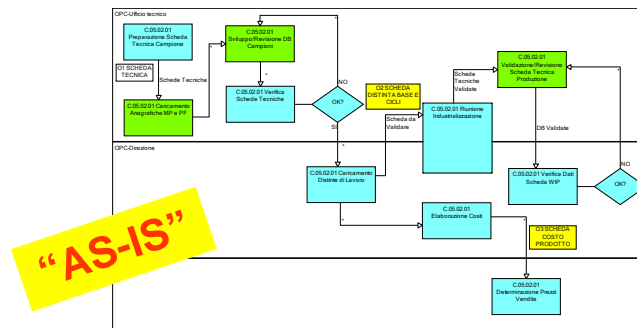 OPC-Ufficio tecnico
C.05.02.01
Preparazione Scheda
Tecnica Campione
O1 SCHEDA
TECNICA
Schede Tecniche
C.05.02.01 Caricamento
Anagrafiche MP e PF
C.05.02.01
Sviluppo/Revisione DB
Campioni
C.05.02.01 Verifica
Schede Tecniche
NO
OK?
SI
O2 SCHEDA
DISTINTA BASE E
CICLI
Scheda da
Validare
Schede
Tecniche
Validate
C.05.02.01 Riunione
Industrializzazione
C.05.02.01
Validazione/Revisione
Scheda Tecnica
Produzione
DB Validate
OPC-Direzione
C.05.02.01 Caricamento
Distinte di Lavoro
C.05.02.01 Verifica Dati
Scheda WIP
NO
OK?
C.05.02.01
Elaborazione Costi
O3 SCHEDA
COSTO
PRODOTTO
C.05.02.01
Determinazione Prezzi
Vendita
“AS-IS”